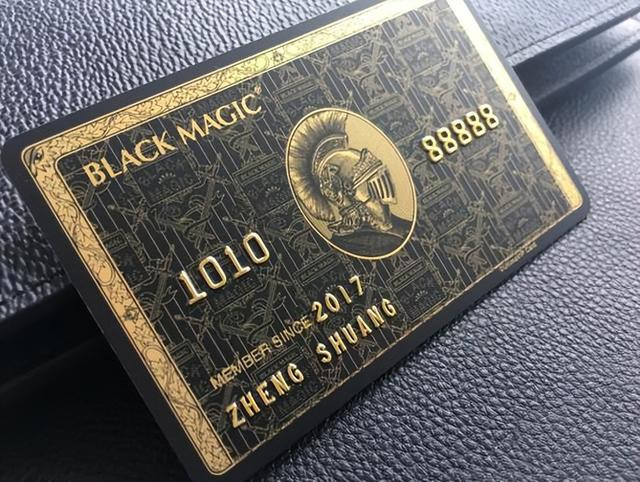 BLACK MAGIC®
88888
1010
MEMBER SINCE 2017
ZHENG SHUANG